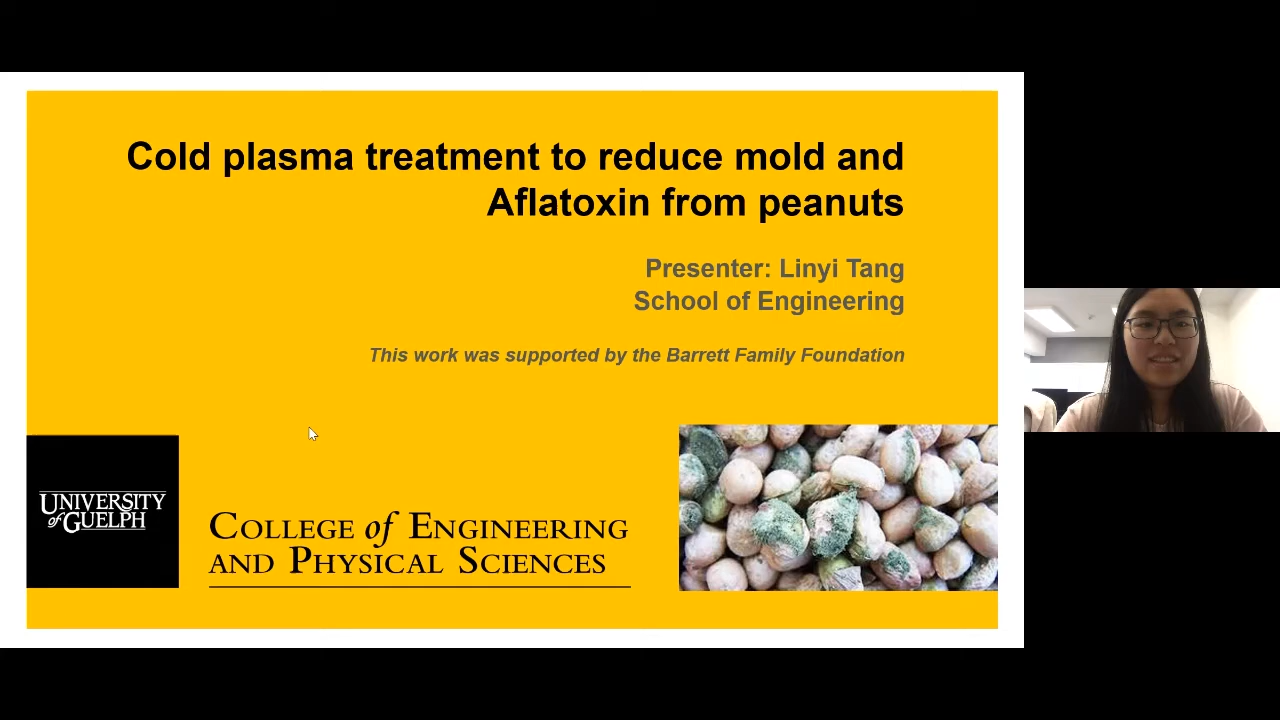 Cold plasma treatment to reduce mold and
Aflatoxin from peanuts
Presenter: Linyi Tang
School of Engineering
This work was supported by the Barrett Family Foundation
UNIVERSITY
of GUELPH
COLLEGE of ENGINEERING
AND PHYSICAL SCIENCES